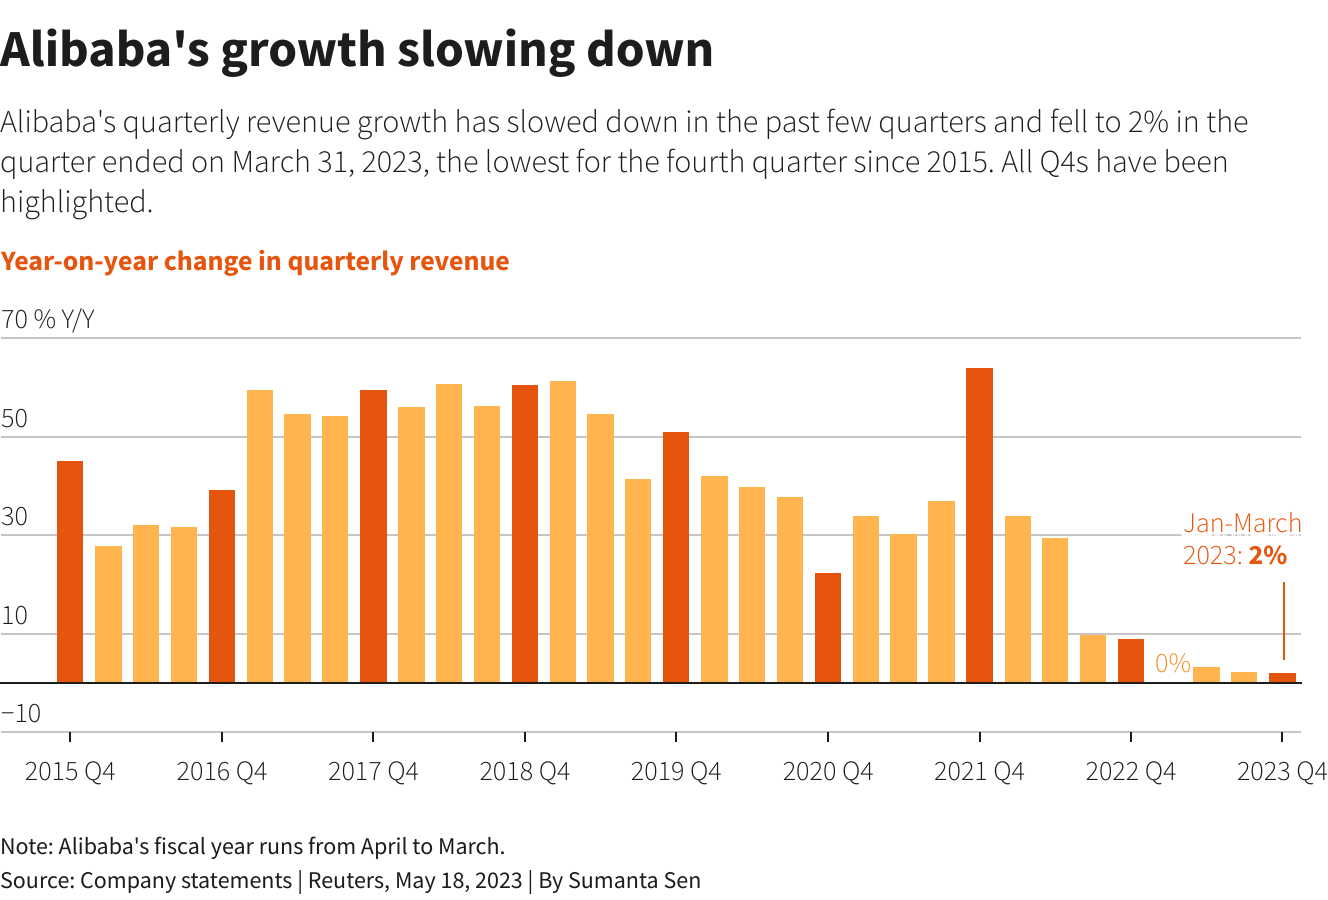 Alibaba's growth slowing down
Alibaba's quarterly revenue growth has slowed down in the past few quarters and fell to 2% in the
quarter ended on March 31, 2023, the lowest for the fourth quarter since 2015. All Q4s have been
highlighted.
Year-on-year change in quarterly revenue
70 % Y/Y
50
30
10
−10
Jan-March
2023: 2%
0%
2015 Q4 2016 Q4 2017 Q4 2018 Q4 2019 Q4 2020 Q4 2021 Q4 2022 Q4 2023 Q4
Note: Alibaba's fiscal year runs from April to March.
Source: Company statements | Reuters, May 18, 2023 | By Sumanta Sen